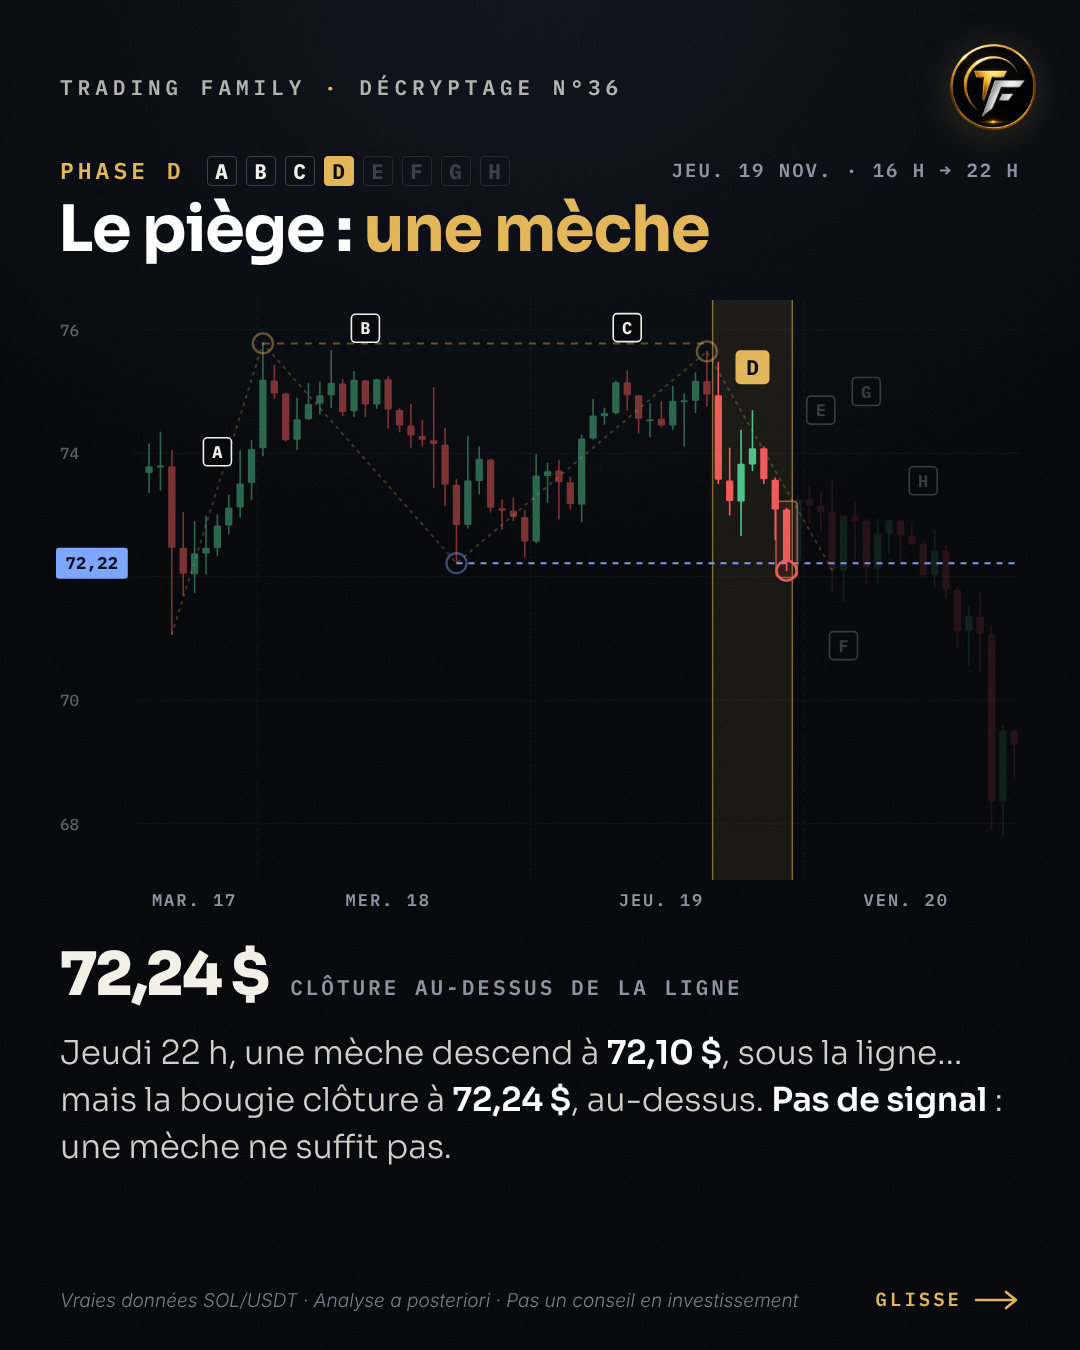 TRADING FAMILY · DÉCRYPTAGE N°36
TF
PHASE D A B C D E F G H
JEU. 19 NOV. · 16 H → 22 H
Le piège : une mèche
76
B
C
D
G
E
A
74
H
72,22
F
70
68
MAR. 17
MER. 18
JEU. 19
VEN. 20
72,24 $ CLÔTURE AU-DESSUS DE LA LIGNE
Jeudi 22 h, une mèche descend à 72,10 $, sous la ligne…
mais la bougie clôture à 72,24 $, au-dessus. Pas de signal :
une mèche ne suffit pas.
Vraies données SOL/USDT · Analyse a posteriori · Pas un conseil en investissement
GLISSE →